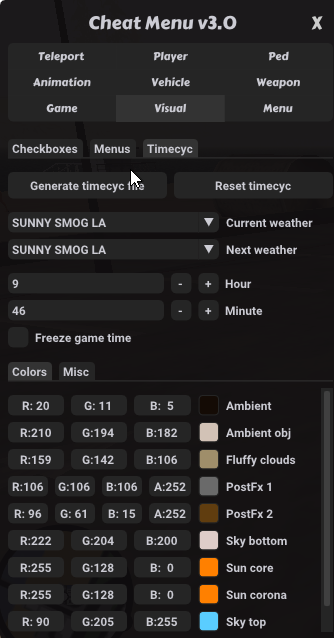 Cheat Menu v3.0 X
Teleport Player Ped
Animation Vehicle Weapon
Game Visual Menu
Checkboxes Menus Timecyc
Generate timecyc file Reset timecyc
SUNNY SMOG LA Current weather
SUNNY SMOG LA Next weather
9 - + Hour
46 - + Minute
Freeze game time
Colors Misc
R: 20 G: 11 B: 5 Ambient
R:210 G:194 B:182 Ambient obj
R:159 G:142 B:106 Fluffy clouds
R:106 G:106 B:106 A:252 PostFx 1
R: 96 G: 61 B: 15 A:252 PostFx 2
R:222 G:204 B:200 Sky bottom
R:255 G:128 B: 0 Sun core
R:255 G:128 B: 0 Sun corona
R: 90 G:205 B:255 Sky top